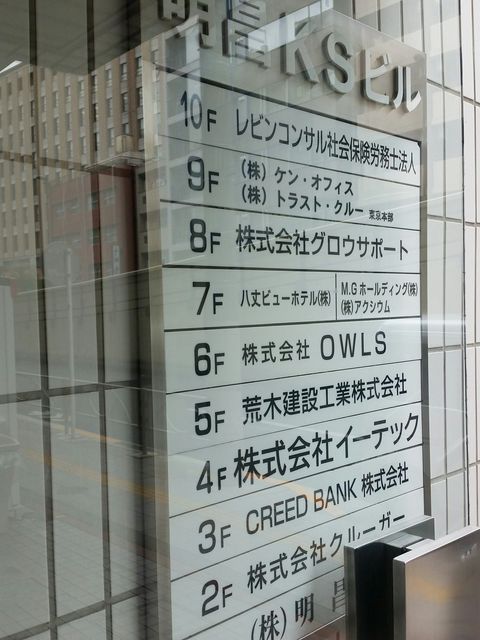 明昌KSビル
10F レビンコンサル社会保険労務士法人
9F (株) ケン・オフィス
(株) トラスト・クルー 東京本部
8F 株式会社グロウサポート
7F 八丈ビューホテル(株) M.Gホールディング(株)
(株)アクシウム
6F 株式会社 OWLS
5F 荒木建設工業株式会社
4F 株式会社イーテック
3F CREED BANK 株式会社
2F 株式会社クルーガー
(株) 明昌